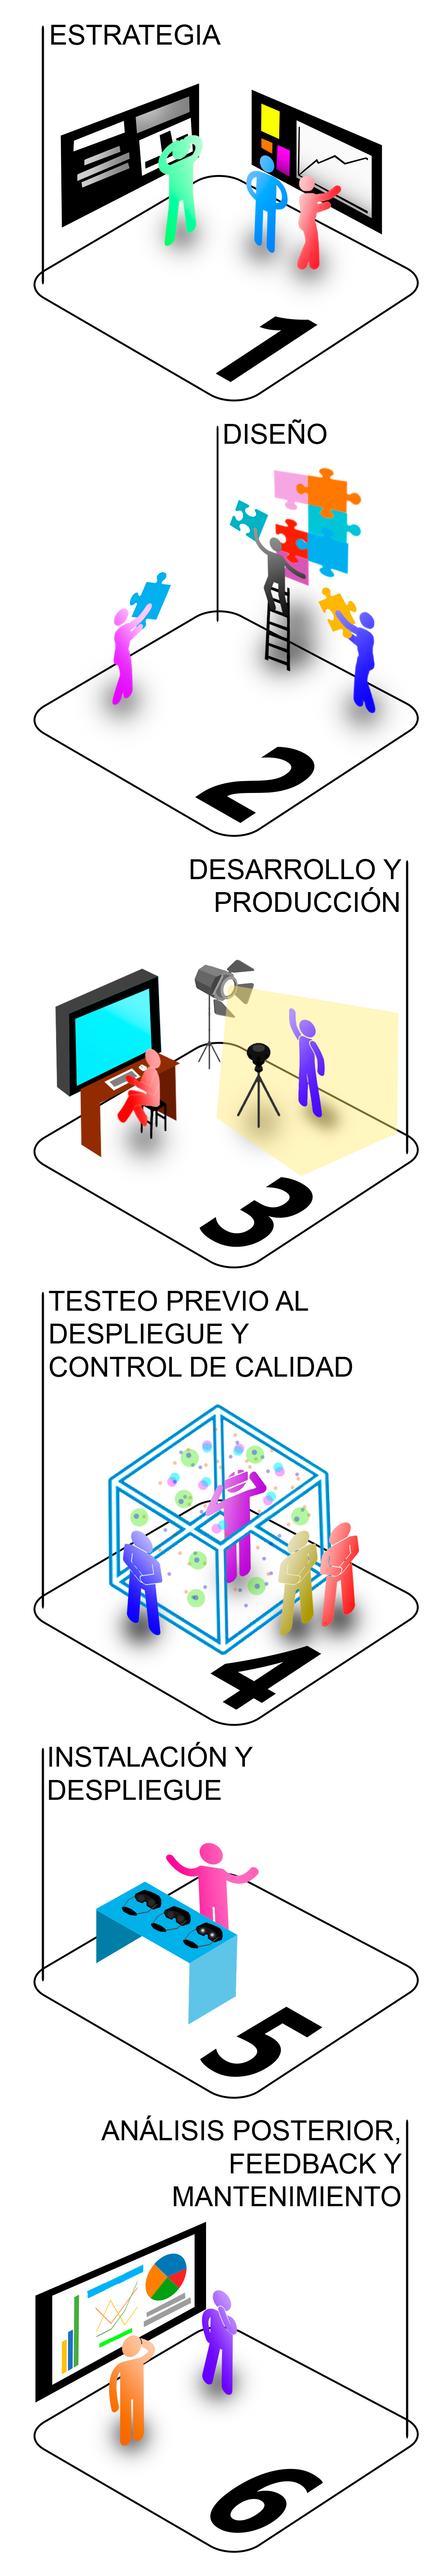 ESTRATEGIA
1
DISEÑO
2
DESARROLLO Y
PRODUCCIÓN
3
TESTEO PREVIO AL
DESPLIEGUE Y
CONTROL DE CALIDAD
4
INSTALACIÓN Y
DESPLIEGUE
5
ANÁLISIS POSTERIOR,
FEEDBACK Y
MANTENIMIENTO
6